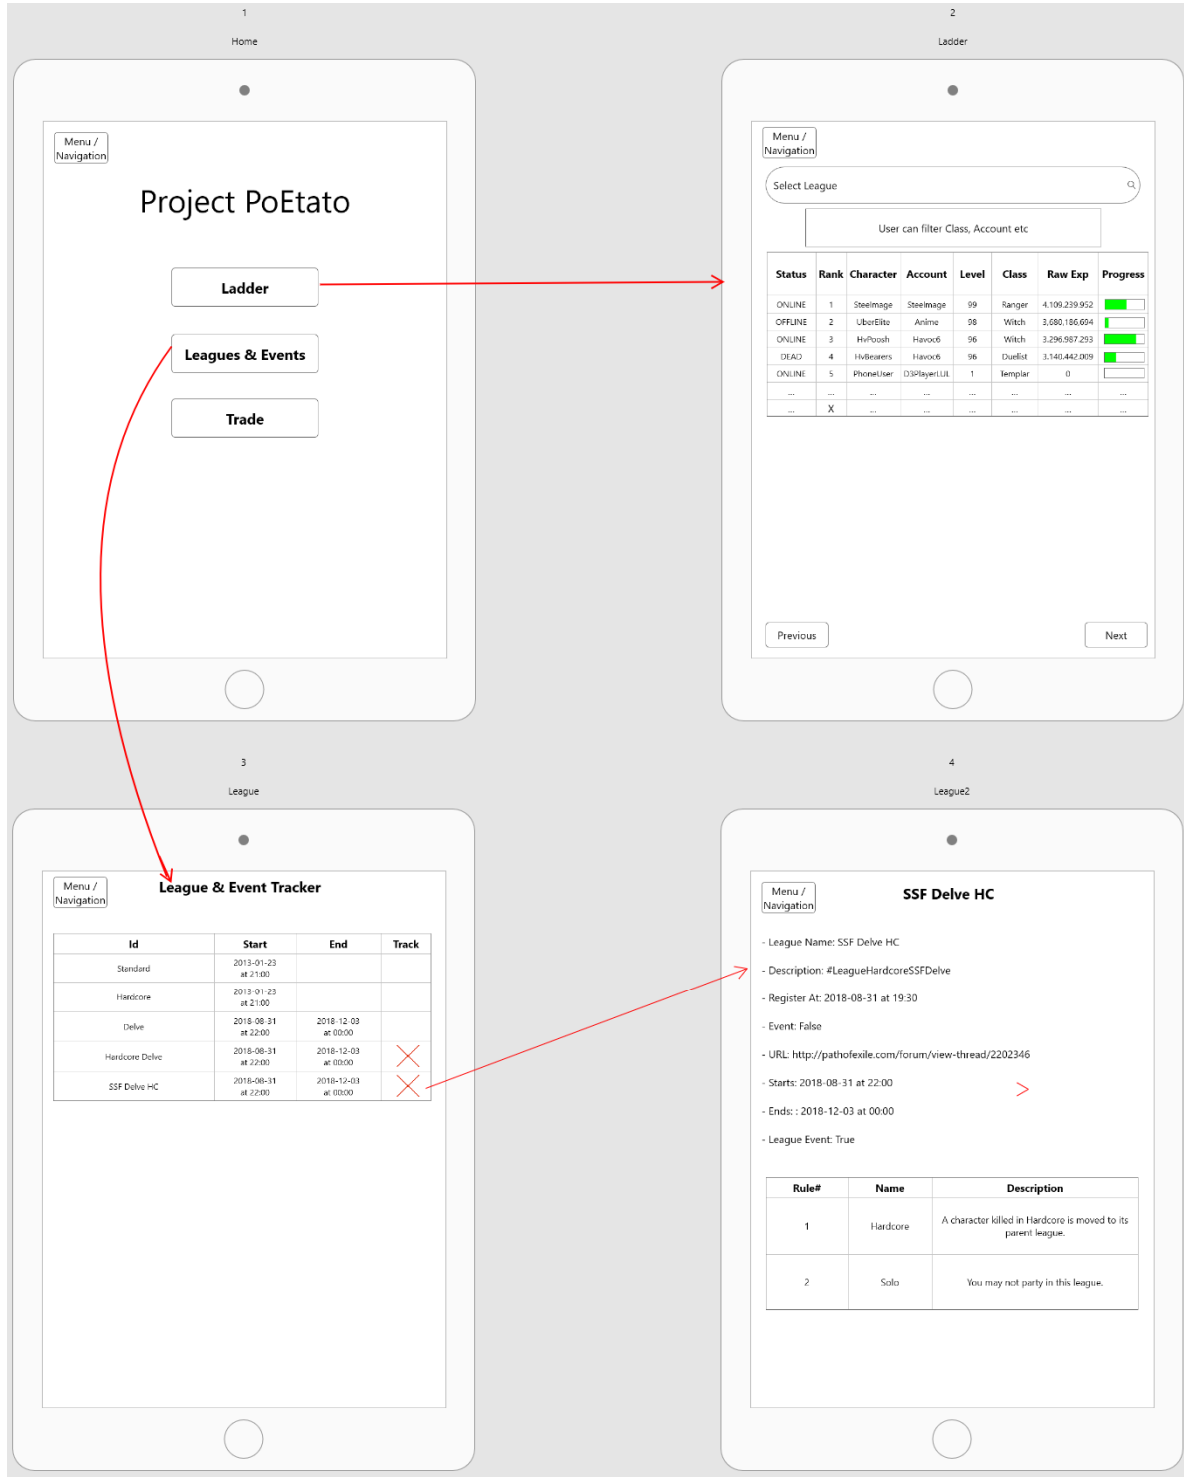 1
Home
Menu /
Navigation
Project PoEtato
Ladder
Leagues & Events
Trade
2
Ladder
Menu /
Navigation
Select League
User can filter Class, Account etc
Status Rank Character Account Level Class Raw Exp Progress
ONLINE 1 Steelmage Steelmage 99 Ranger 4.109.239.952
OFFLINE 2 UberElite Anime 98 Witch 3,680,186,694
ONLINE 3 HvPoosh Havoc6 96 Witch 3.296.987.293
DEAD 4 HvBearers Havoc6 96 Duelist 3.140.442.009
ONLINE 5 PhoneUser D3PlayerLUL 1 Templar 0
... ... ... ... ... ... ... ...
... X ... ... ... ... ... ...
Previous Next
3
League
Menu /
Navigation
League & Event Tracker
Id Start End Track
Standard 2013-01-23
at 21:00
Hardcore 2013-01-23
at 21:00
Delve 2018-08-31 2018-12-03
at 22:00 at 00:00
Hardcore Delve 2018-08-31 2018-12-03
at 22:00 at 00:00
SSF Delve HC 2018-08-31 2018-12-03
at 22:00 at 00:00
4
League2
Menu /
Navigation
SSF Delve HC
- League Name: SSF Delve HC
- Description: #LeagueHardcoreSSFDelve
- Register At: 2018-08-31 at 19:30
- Event: False
- URL: http://pathofexile.com/forum/view-thread/2202346
- Starts: 2018-08-31 at 22:00
- Ends: : 2018-12-03 at 00:00
- League Event: True
Rule# Name Description
1 Hardcore A character killed in Hardcore is moved to its
parent league.
2 Solo You may not party in this league.